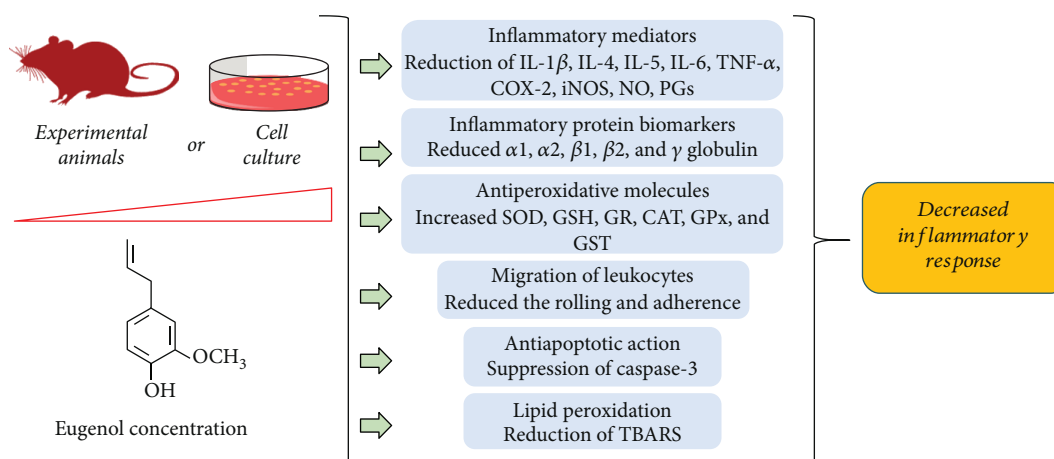 Experimental
animals
or
Cell
culture
OCH₃
OH
Eugenol concentration
Inflammatory mediators
Reduction of IL-1β, IL-4, IL-5, IL-6, TNF-α,
COX-2, iNOS, NO, PGs
Inflammatory protein biomarkers
Reduced α1, α2, β1, β2, and γ globulin
Antiperoxidative molecules
Increased SOD, GSH, GR, CAT, GPx, and
GST
Migration of leukocytes
Reduced the rolling and adherence
Antiapoptotic action
Suppression of caspase-3
Lipid peroxidation
Reduction of TBARS
Decreased
inflammatory
response